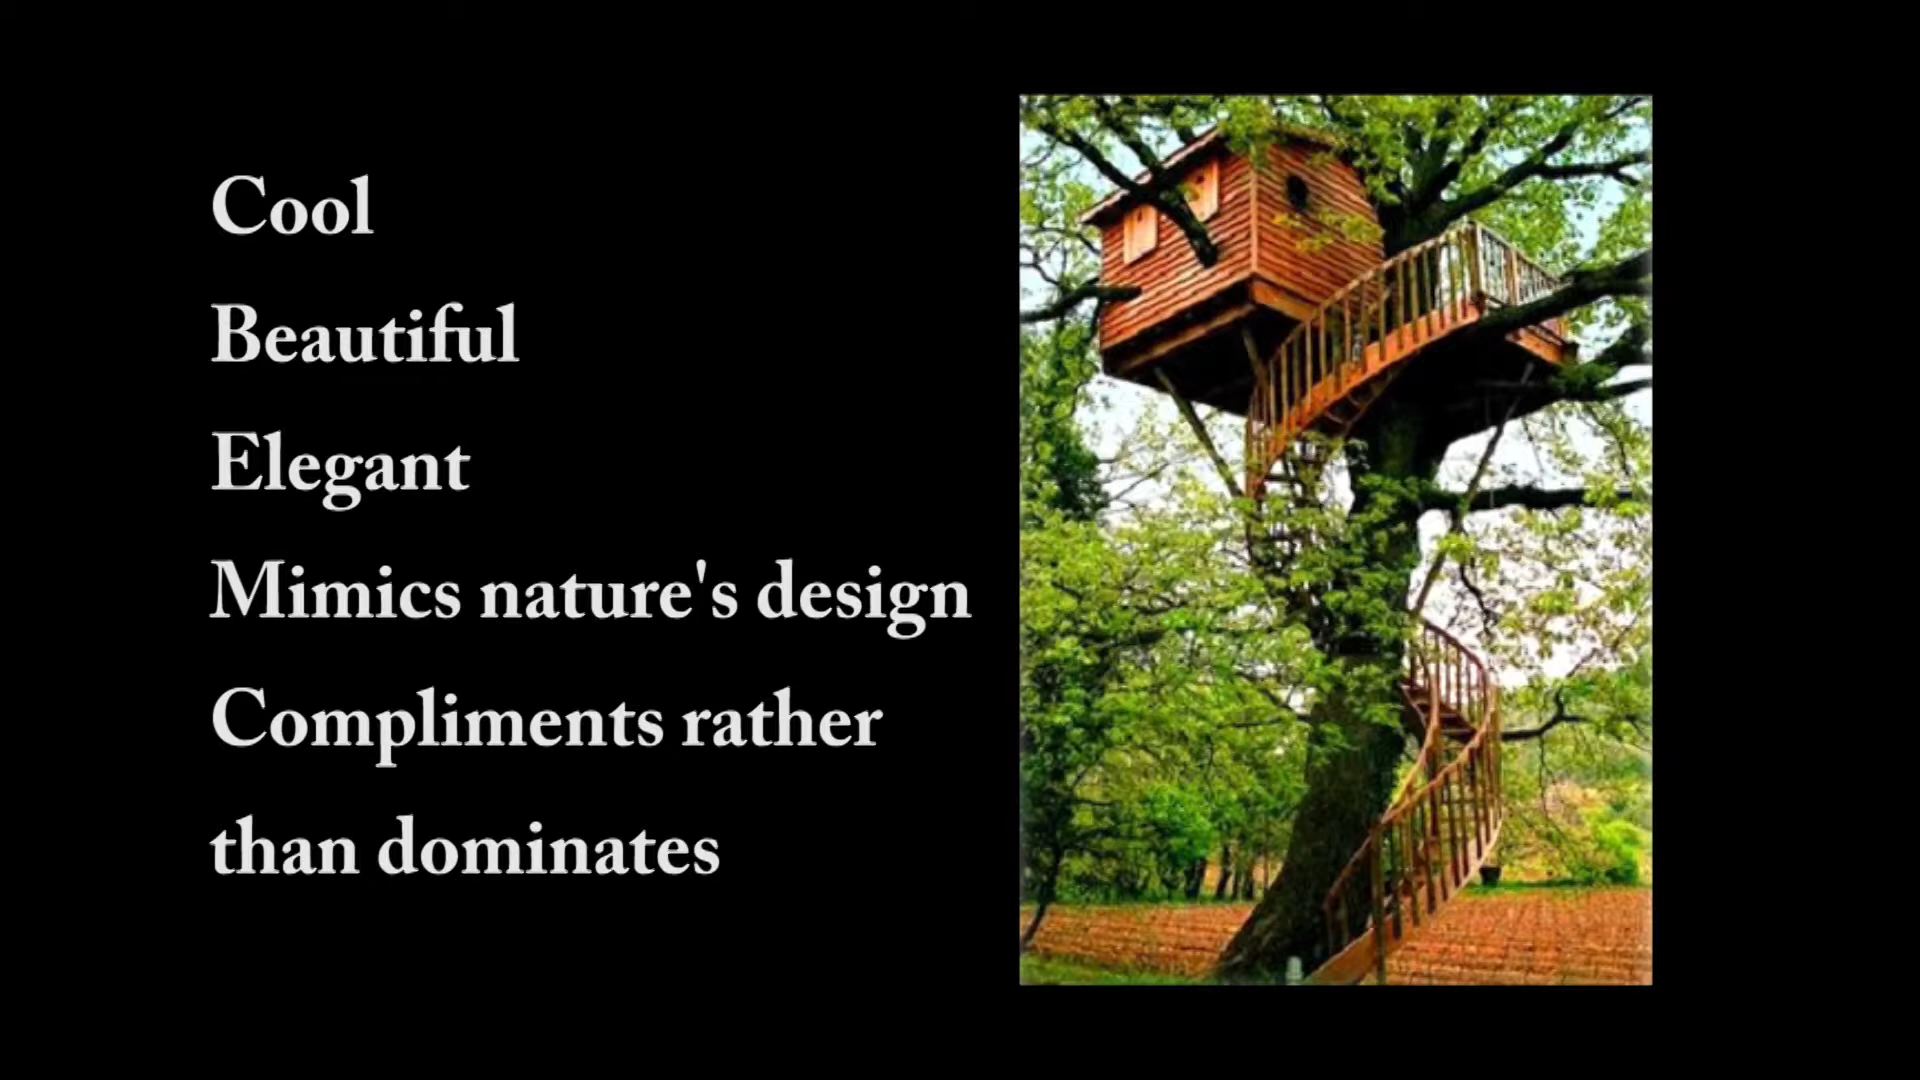 Cool
Beautiful
Elegant
Mimics nature's design
Compliments rather
than dominates